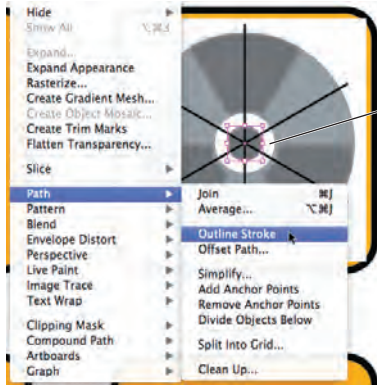 Hide
Show All ⌥⌘3
Expand...
Expand Appearance
Rasterize...
Create Gradient Mesh...
Create Object Mosaic...
Create Trim Marks
Flatten Transparency...
Slice
Path
Pattern
Blend
Envelope Distort
Perspective
Live Paint
Image Trace
Text Wrap
Clipping Mask
Compound Path
Artboards
Graph
Join ⌘J
Average... ⌥⌘J
Outline Stroke
Offset Path...
Simplify...
Add Anchor Points
Remove Anchor Points
Divide Objects Below
Split Into Grid...
Clean Up...